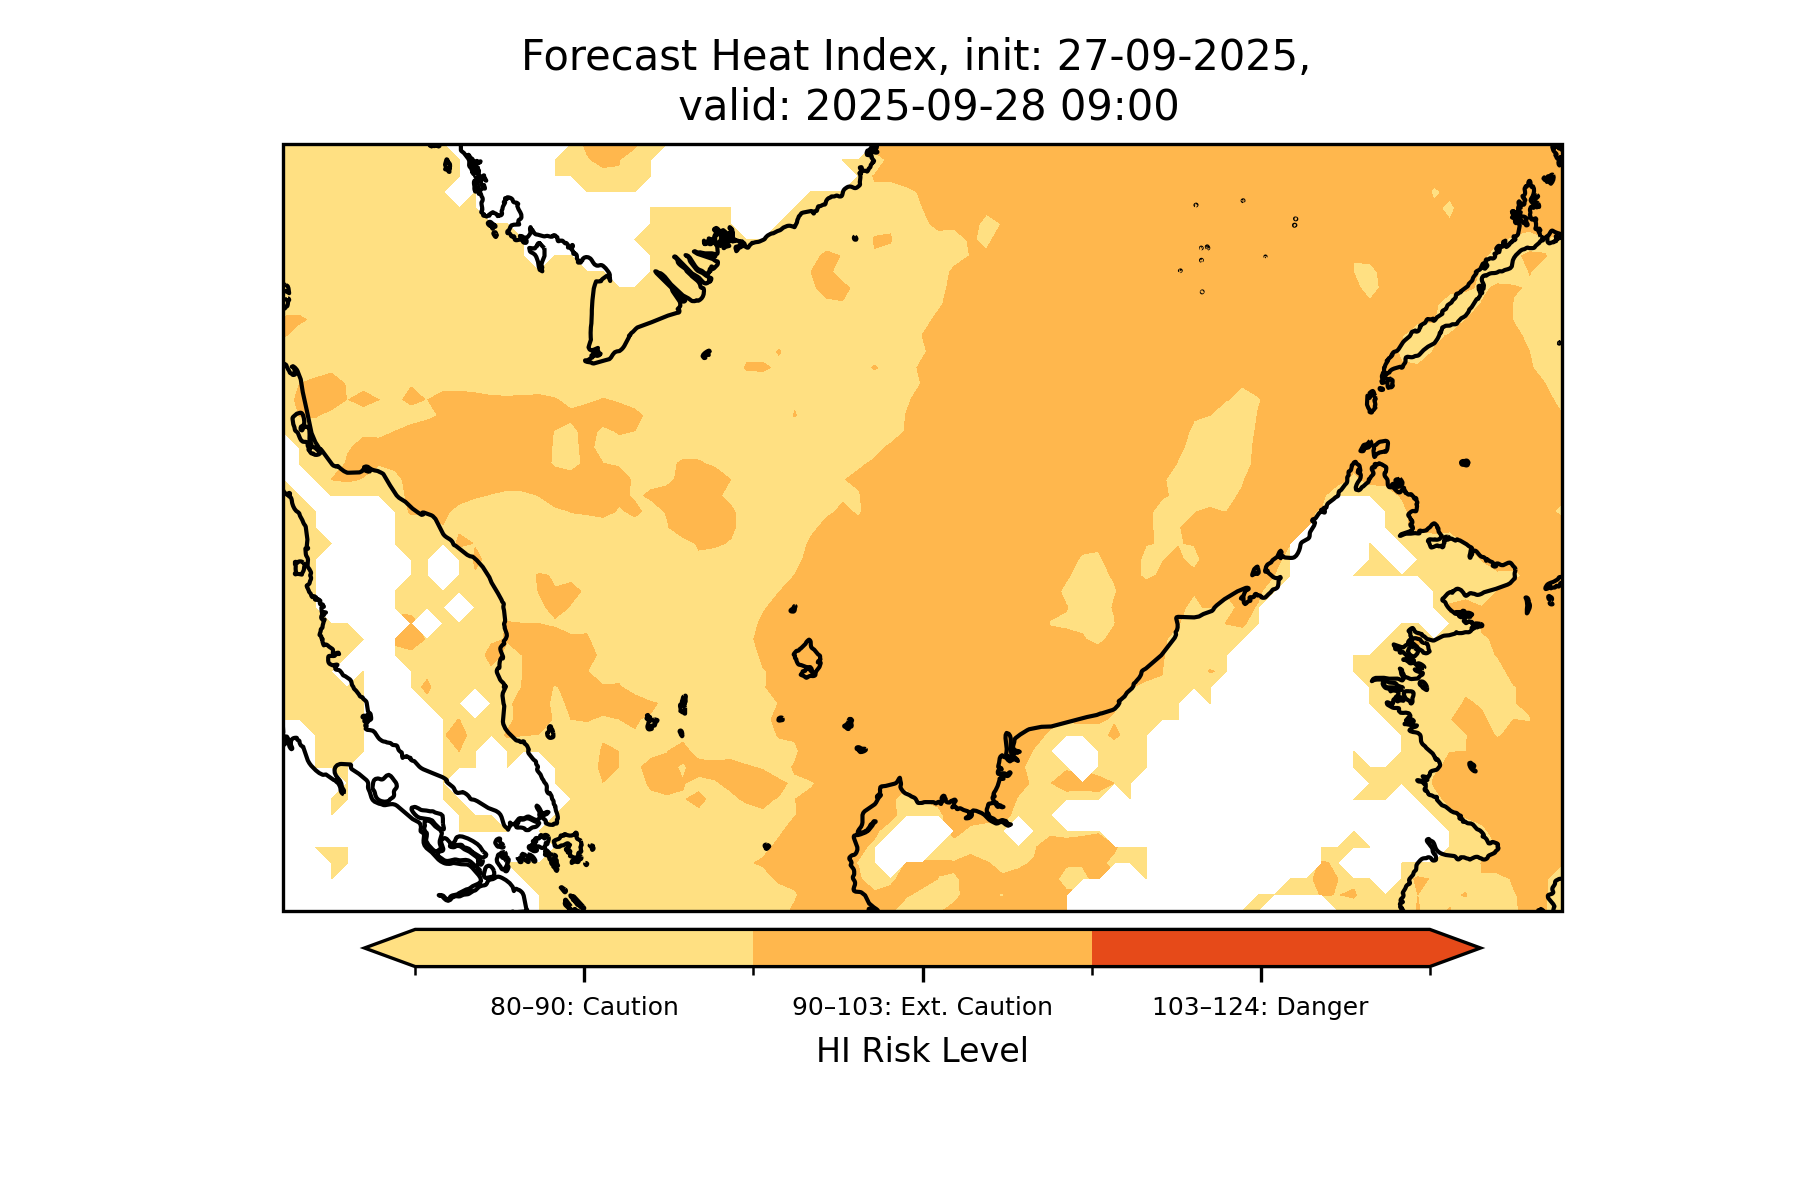 Forecast Heat Index, init: 27-09-2025,
valid: 2025-09-28 09:00
80–90: Caution
90–103: Ext. Caution
103–124: Danger
HI Risk Level